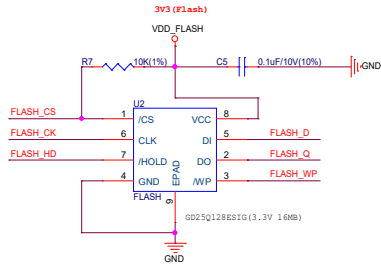 3V3(Flash)
VDD_FLASH
R7 10K(1%) C5 0.1uF/10V(10%)
GND
U2
FLASH_CS 1 /CS VCC 8
FLASH_CK 6 CLK DI 5 FLASH_D
FLASH_HD 7 /HOLD DO 2 FLASH_Q
4 GND EPAD /WP 3 FLASH_WP
FLASH 9
GD25Q128ESIG(3.3V 16MB)
GND